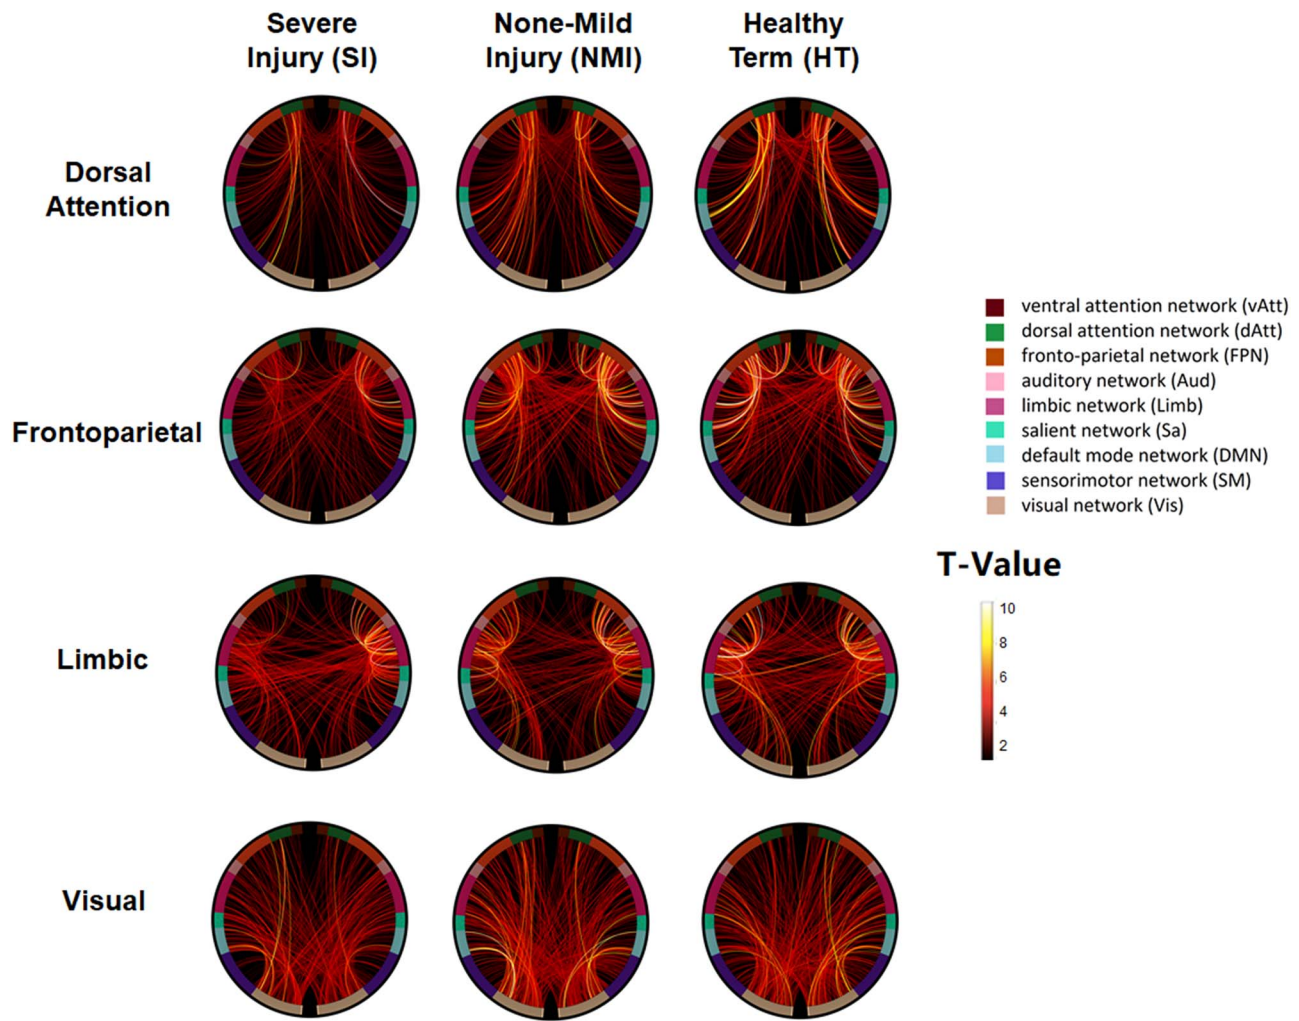 Severe
Injury (SI)
None-Mild
Injury (NMI)
Healthy
Term (HT)
Dorsal
Attention
Frontoparietal
Limbic
Visual
ventral attention network (vAtt)
dorsal attention network (dAtt)
fronto-parietal network (FPN)
auditory network (Aud)
limbic network (Limb)
salient network (Sa)
default mode network (DMN)
sensorimotor network (SM)
visual network (Vis)
T-Value
10
8
6
4
2